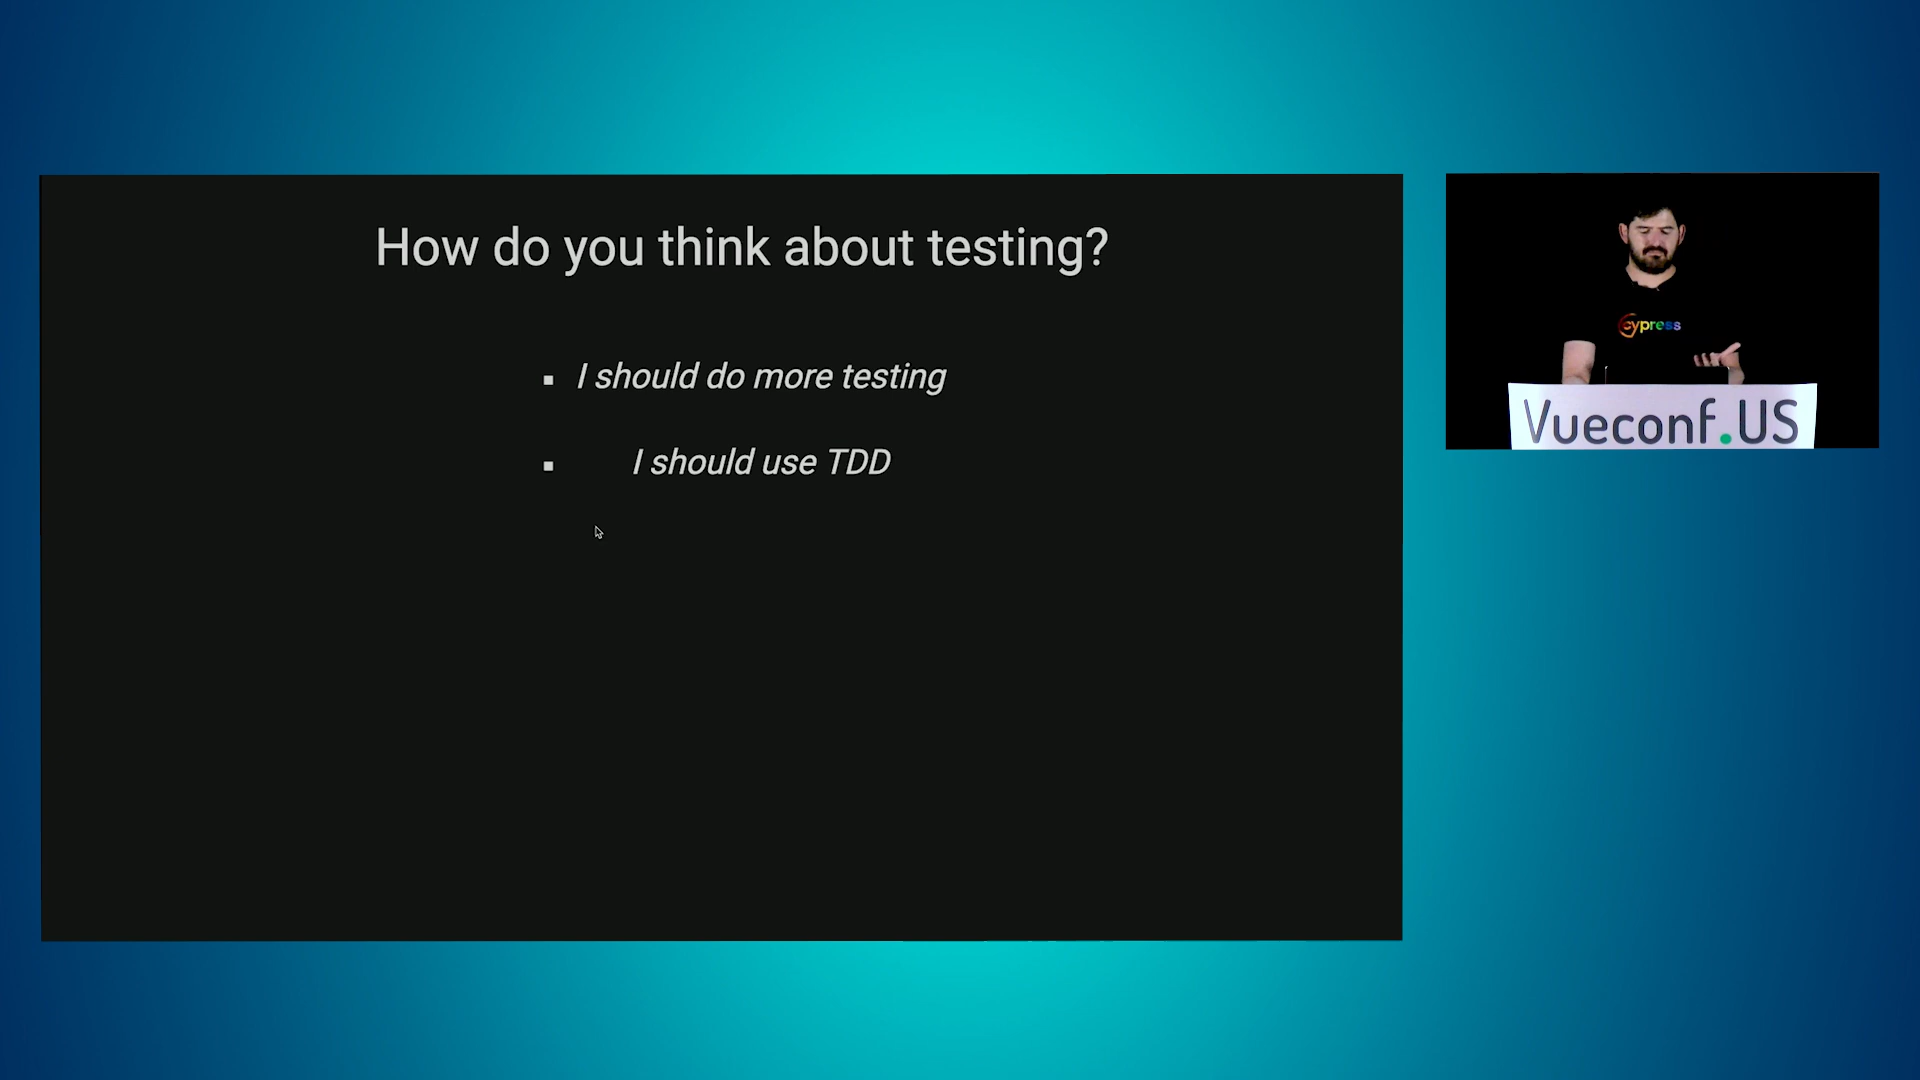 How do you think about testing?
▪ I should do more testing
▪ I should use TDD
cypress
Vueconf.US